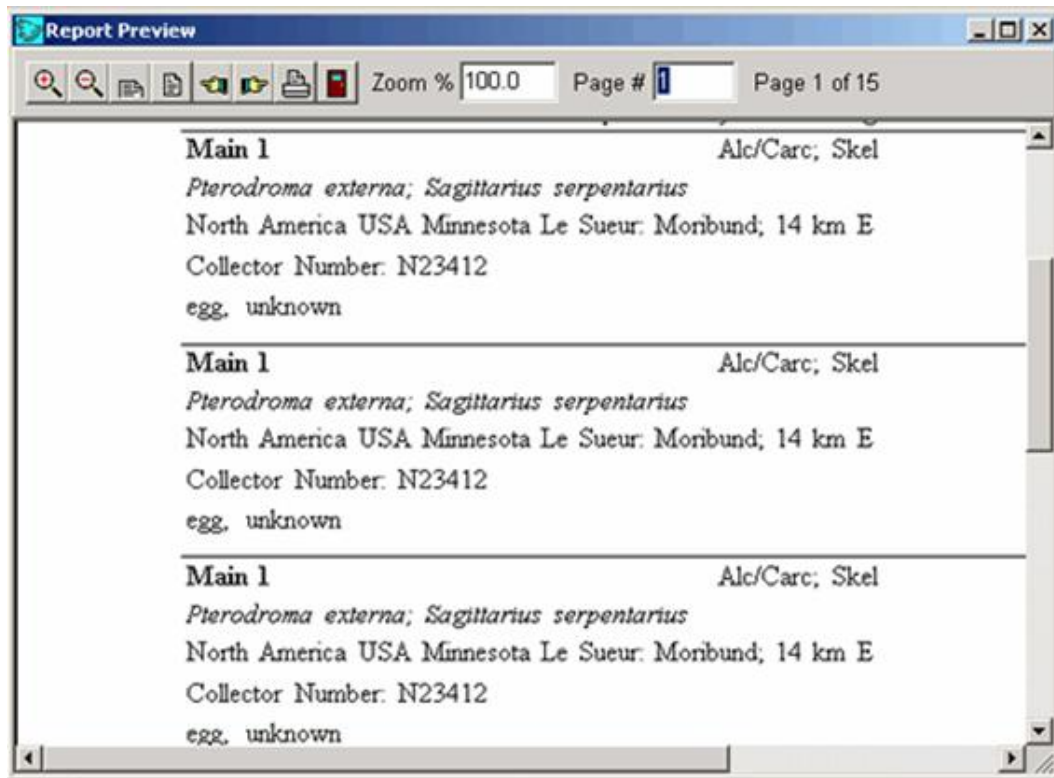 Report Preview
Zoom % 100.0 Page # 1 Page 1 of 15
Main 1 Alc/Carc; Skel
Pterodroma externa; Sagittarius serpentarius
North America USA Minnesota Le Sueur: Moribund; 14 km E
Collector Number: N23412
egg, unknown
Main 1 Alc/Carc; Skel
Pterodroma externa; Sagittarius serpentarius
North America USA Minnesota Le Sueur: Moribund; 14 km E
Collector Number: N23412
egg, unknown
Main 1 Alc/Carc; Skel
Pterodroma externa; Sagittarius serpentarius
North America USA Minnesota Le Sueur: Moribund; 14 km E
Collector Number: N23412
egg, unknown